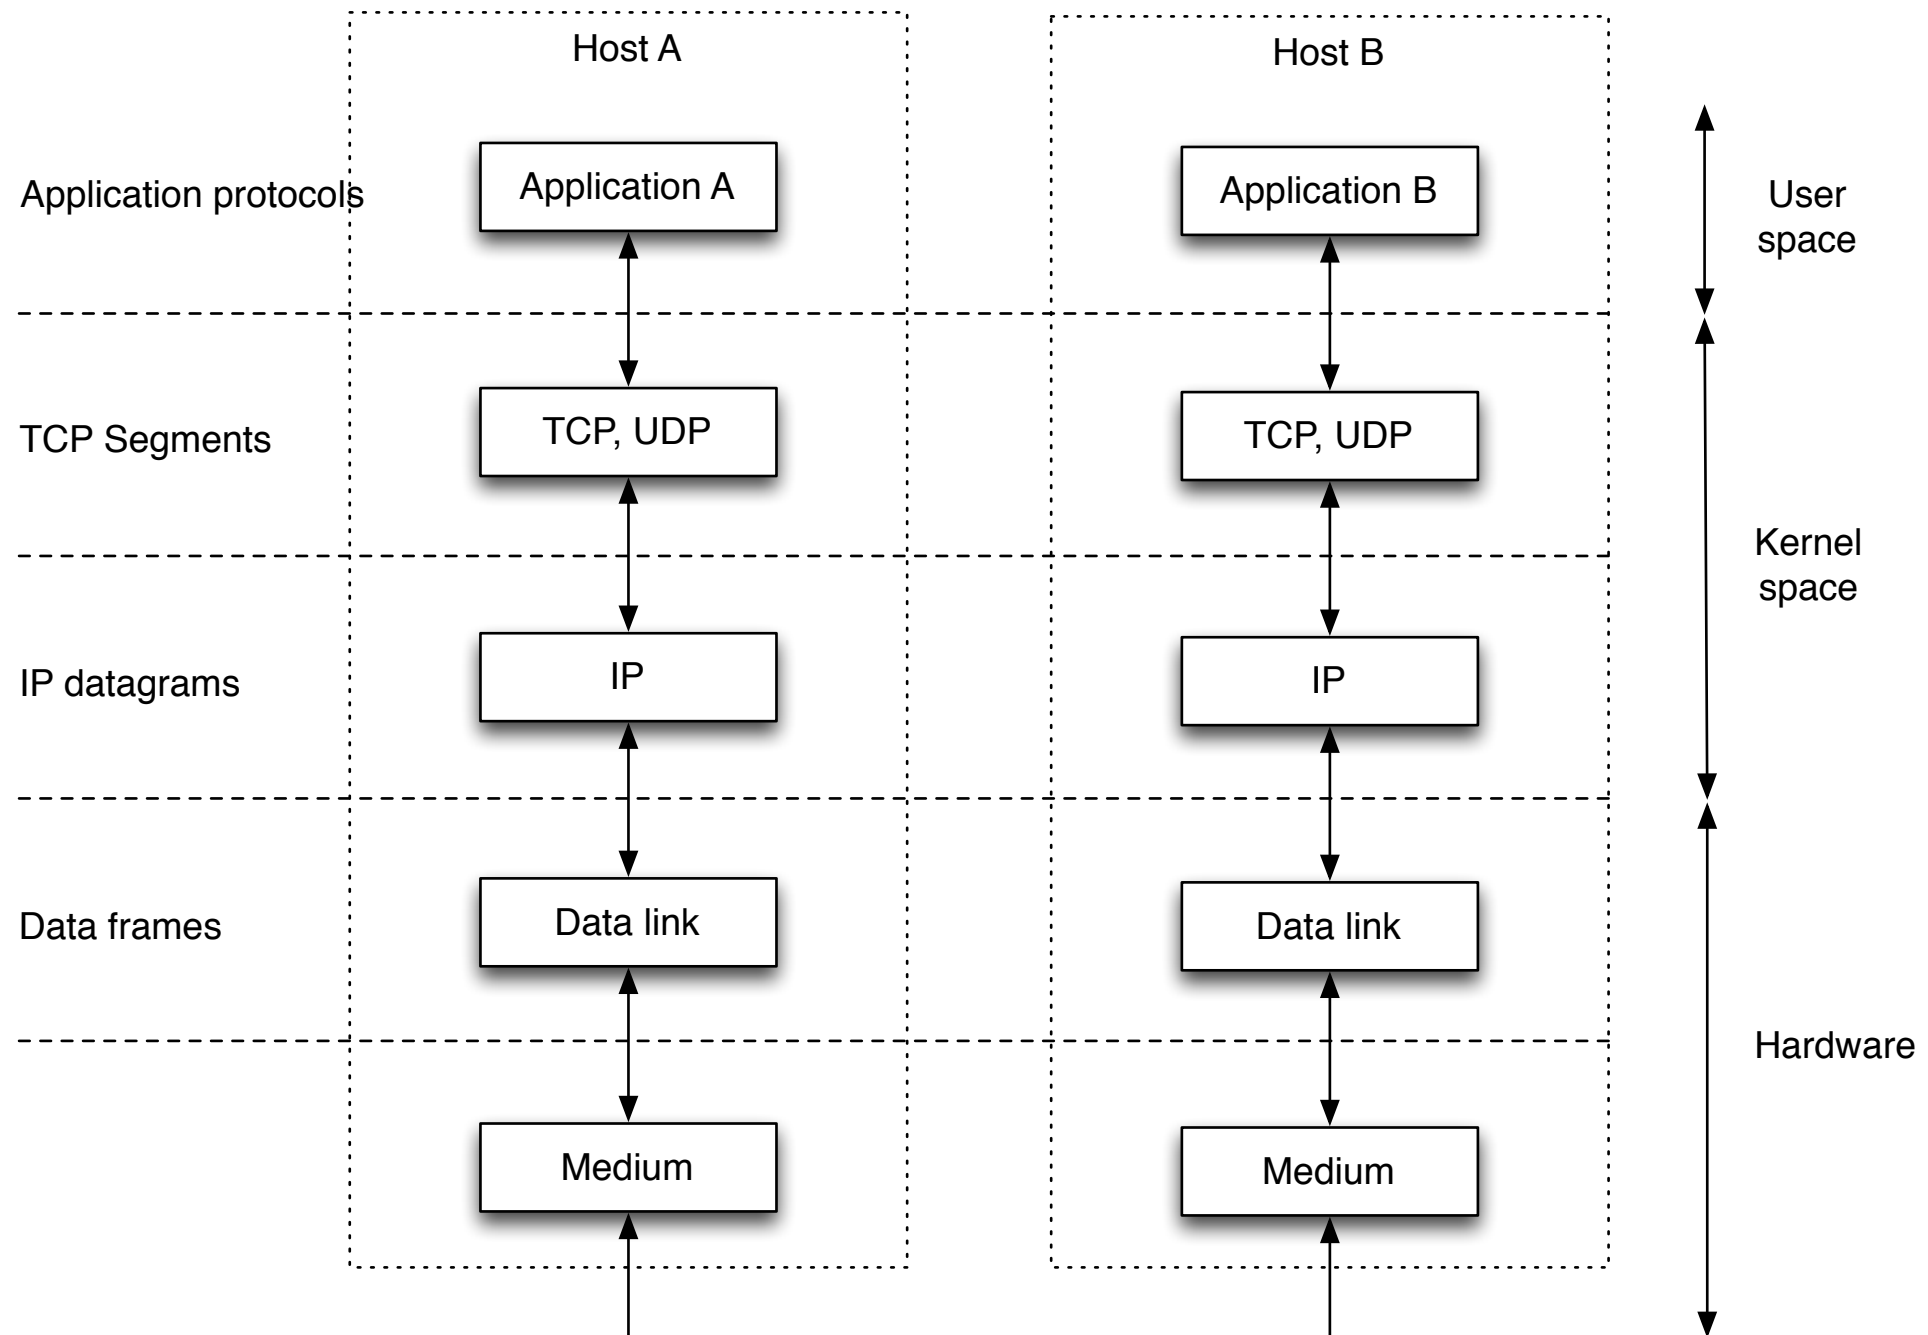 Host A
Host B
Application protocols
Application A
Application B
User
space
TCP Segments
TCP, UDP
TCP, UDP
Kernel
space
IP datagrams
IP
IP
Data frames
Data link
Data link
Hardware
Medium
Medium